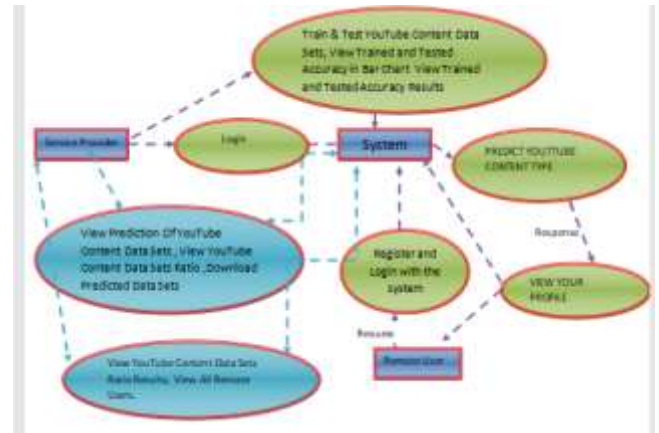 Train & Test YouTube Content Data
Sets, View Trained and Tested
Accuracy in Bar Chart View Trained
and Tested Accuracy Results
Service Provider
Login
System
PREDICT YOUTUBE
CONTENT TYPE
View Prediction Of YouTube
Content Data Sets, View YouTube
Content Data Sets Ratio, Download
Predicted Data Sets
Register and
Login with the
system
Response
VIEW YOUR
PROFILE
Remote User
View YouTube Content Data Sets
Ratio Results, View All Remote
Users.